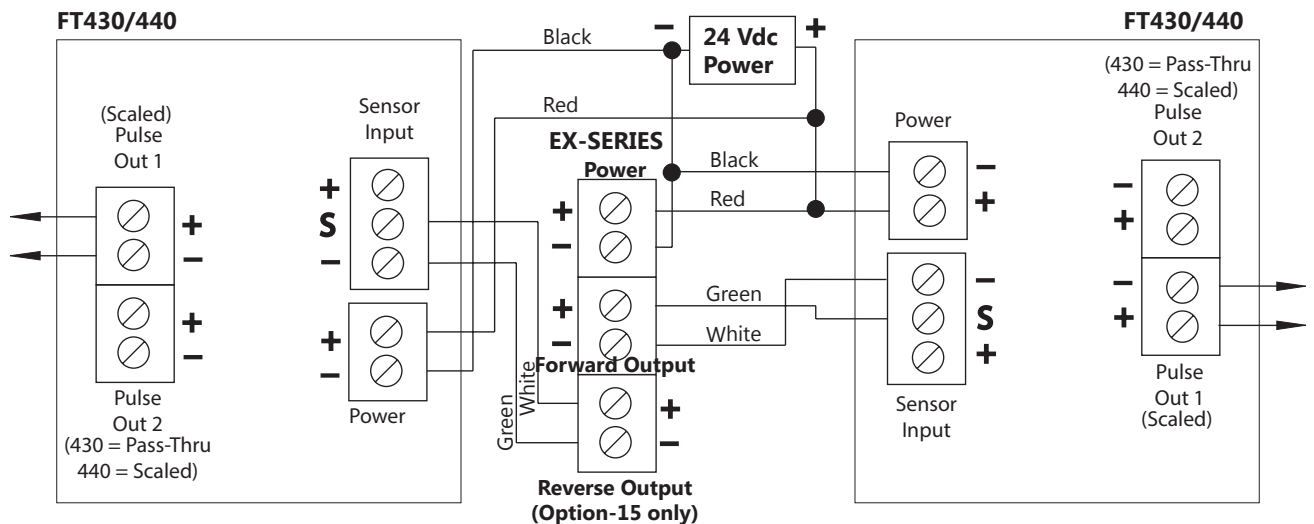 FT430/440
(Scaled)
Pulse
Out 1
+
−
+
−
Pulse
Out 2
(430 = Pass-Thru
440 = Scaled)
Sensor
Input
+
S
−
+
−
Power
Black
Red
− 24 Vdc +
Power
EX-SERIES
Power
+
−
+
−
Forward Output
+
−
Reverse Output
(Option-15 only)
Black
Red
Green
White
White
Green
FT430/440
(430 = Pass-Thru
440 = Scaled)
Pulse
Out 2
−
+
−
+
Pulse
Out 1
(Scaled)
Power
−
+
−
S
+
Sensor
Input